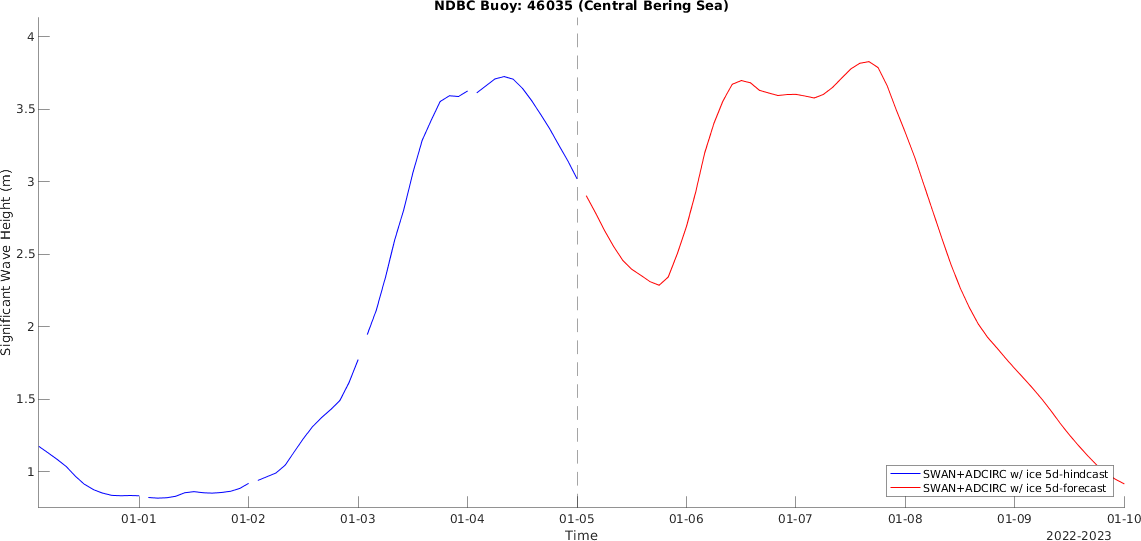 NDBC Buoy: 46035 (Central Bering Sea)
4
3.5
3
2.5
2
1.5
1
Significant Wave Height (m)
SWAN+ADCIRC w/ ice 5d-hindcast
SWAN+ADCIRC w/ ice 5d-forecast
01-01 01-02 01-03 01-04 01-05 01-06 01-07 01-08 01-09 01-10
Time
2022-2023